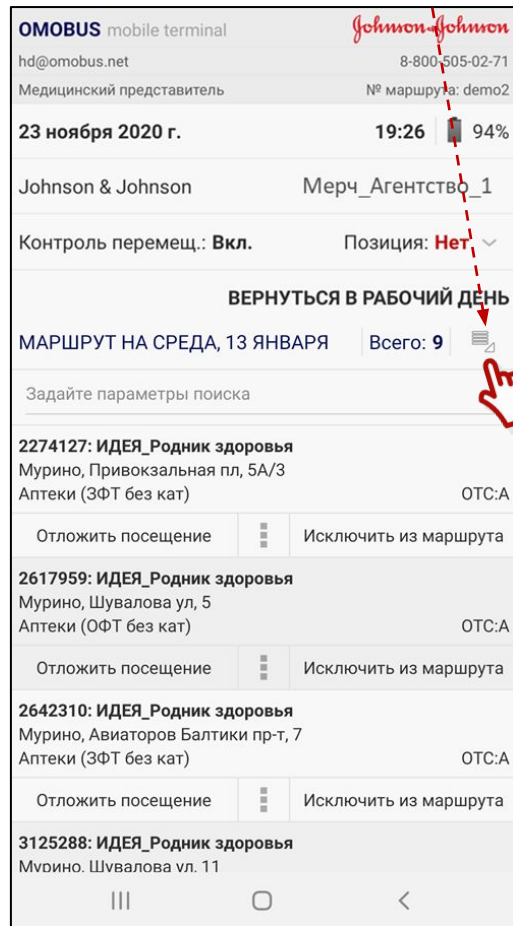 OMOBUS mobile terminal Johnson & Johnson
hd@omobus.net 8-800-505-02-71
Медицинский представитель № маршрута: demo2
23 ноября 2020 г. 19:26 94%
Johnson & Johnson Мерч_Агентство_1
Контроль перемещ.: Вкл. Позиция: Нет
ВЕРНУТЬСЯ В РАБОЧИЙ ДЕНЬ
МАРШРУТ НА СРЕДА, 13 ЯНВАРЯ Всего: 9
Задайте параметры поиска
2274127: ИДЕЯ_Родник здоровья
Мурино, Привокзальная пл, 5А/3
Аптеки (ЗФТ без кат) OTC:A
Отложить посещение Исключить из маршрута
2617959: ИДЕЯ_Родник здоровья
Мурино, Шувалова ул, 5
Аптеки (ОФТ без кат) OTC:A
Отложить посещение Исключить из маршрута
2642310: ИДЕЯ_Родник здоровья
Мурино, Авиаторов Балтики пр-т, 7
Аптеки (ЗФТ без кат) OTC:A
Отложить посещение Исключить из маршрута
3125288: ИДЕЯ_Родник здоровья
Мурино, Шувалова ул, 11